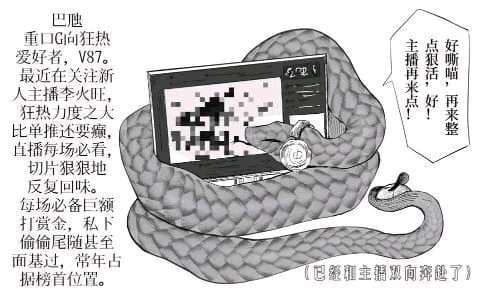 巴虺
重口G向狂热
爱好者，V87。
最近在关注新
人主播李火旺，
狂热力度之大
比单推还要癫，
直播每场必看，
切片狠狠地
反复回味。
每场必备巨额
打赏金，私下
偷偷尾随甚至
面基过，常年占
据榜首位置。
好嘶喵，再来整
点狠活，好！
主播再来点！
（已经和主播双向奔赴了）